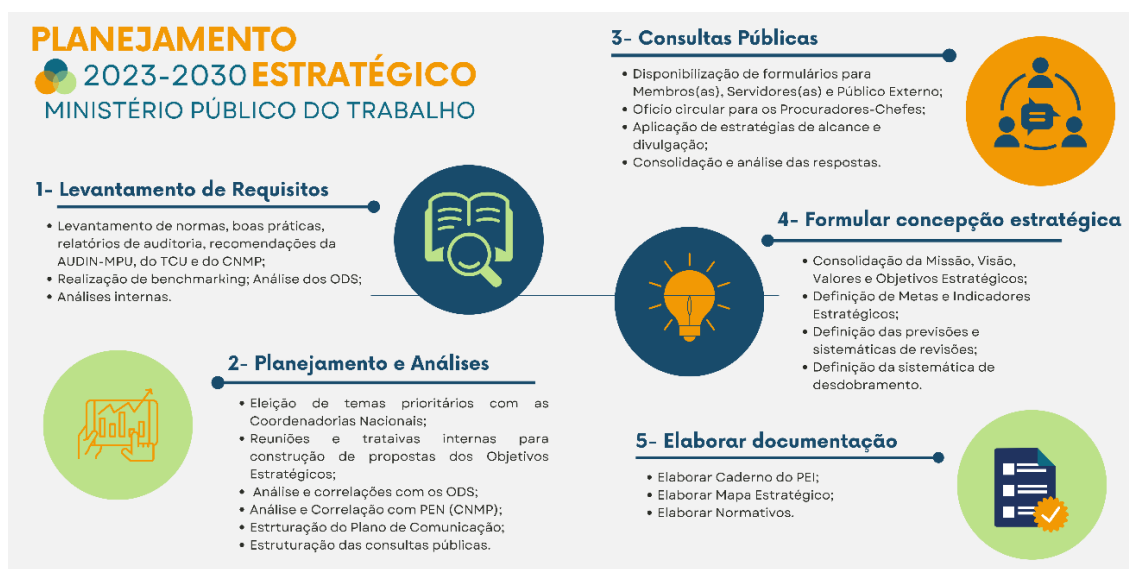 PLANEJAMENTO
2023-2030 ESTRATÉGICO
MINISTÉRIO PÚBLICO DO TRABALHO
1- Levantamento de Requisitos
• Levantamento de normas, boas práticas,
relatórios de auditoria, recomendações da
AUDIN-MPU, do TCU e do CNMP;
• Realização de benchmarking; Análise dos ODS;
• Análises internas.
2- Planejamento e Análises
• Eleição de temas prioritários com as
Coordenadorias Nacionais;
• Reuniões e trataivas internas para
construção de propostas dos Objetivos
Estratégicos;
• Análise e correlações com os ODS;
• Análise e Correlação com PEN (CNMP);
• Estrturação do Plano de Comunicação;
• Estruturação das consultas públicas.
3- Consultas Públicas
• Disponibilização de formulários para
Membros(as), Servidores(as) e Público Externo;
• Ofício circular para os Procuradores-Chefes;
• Aplicação de estratégias de alcance e
divulgação;
• Consolidação e análise das respostas.
4- Formular concepção estratégica
• Consolidação da Missão, Visão,
Valores e Objetivos Estratégicos;
• Definição de Metas e Indicadores
Estratégicos;
• Definição das previsões e
sistemáticas de revisões;
• Definição da sistemática de
desdobramento.
5- Elaborar documentação
• Elaborar Caderno do PEI;
• Elaborar Mapa Estratégico;
• Elaborar Normativos.